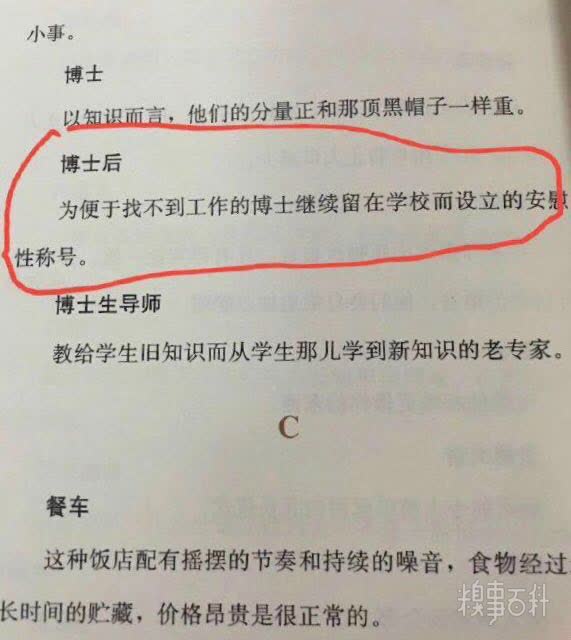 小事。
博士
以知识而言，他们的分量正和那顶黑帽子一样重。
博士后
为便于找不到工作的博士继续留在学校而设立的安慰
性称号。
博士生导师
教给学生旧知识而从学生那儿学到新知识的老专家。
C
餐车
这种饭店配有摇摆的节奏和持续的噪音，食物经过
长时间的贮藏，价格昂贵是很正常的。
糗事百科